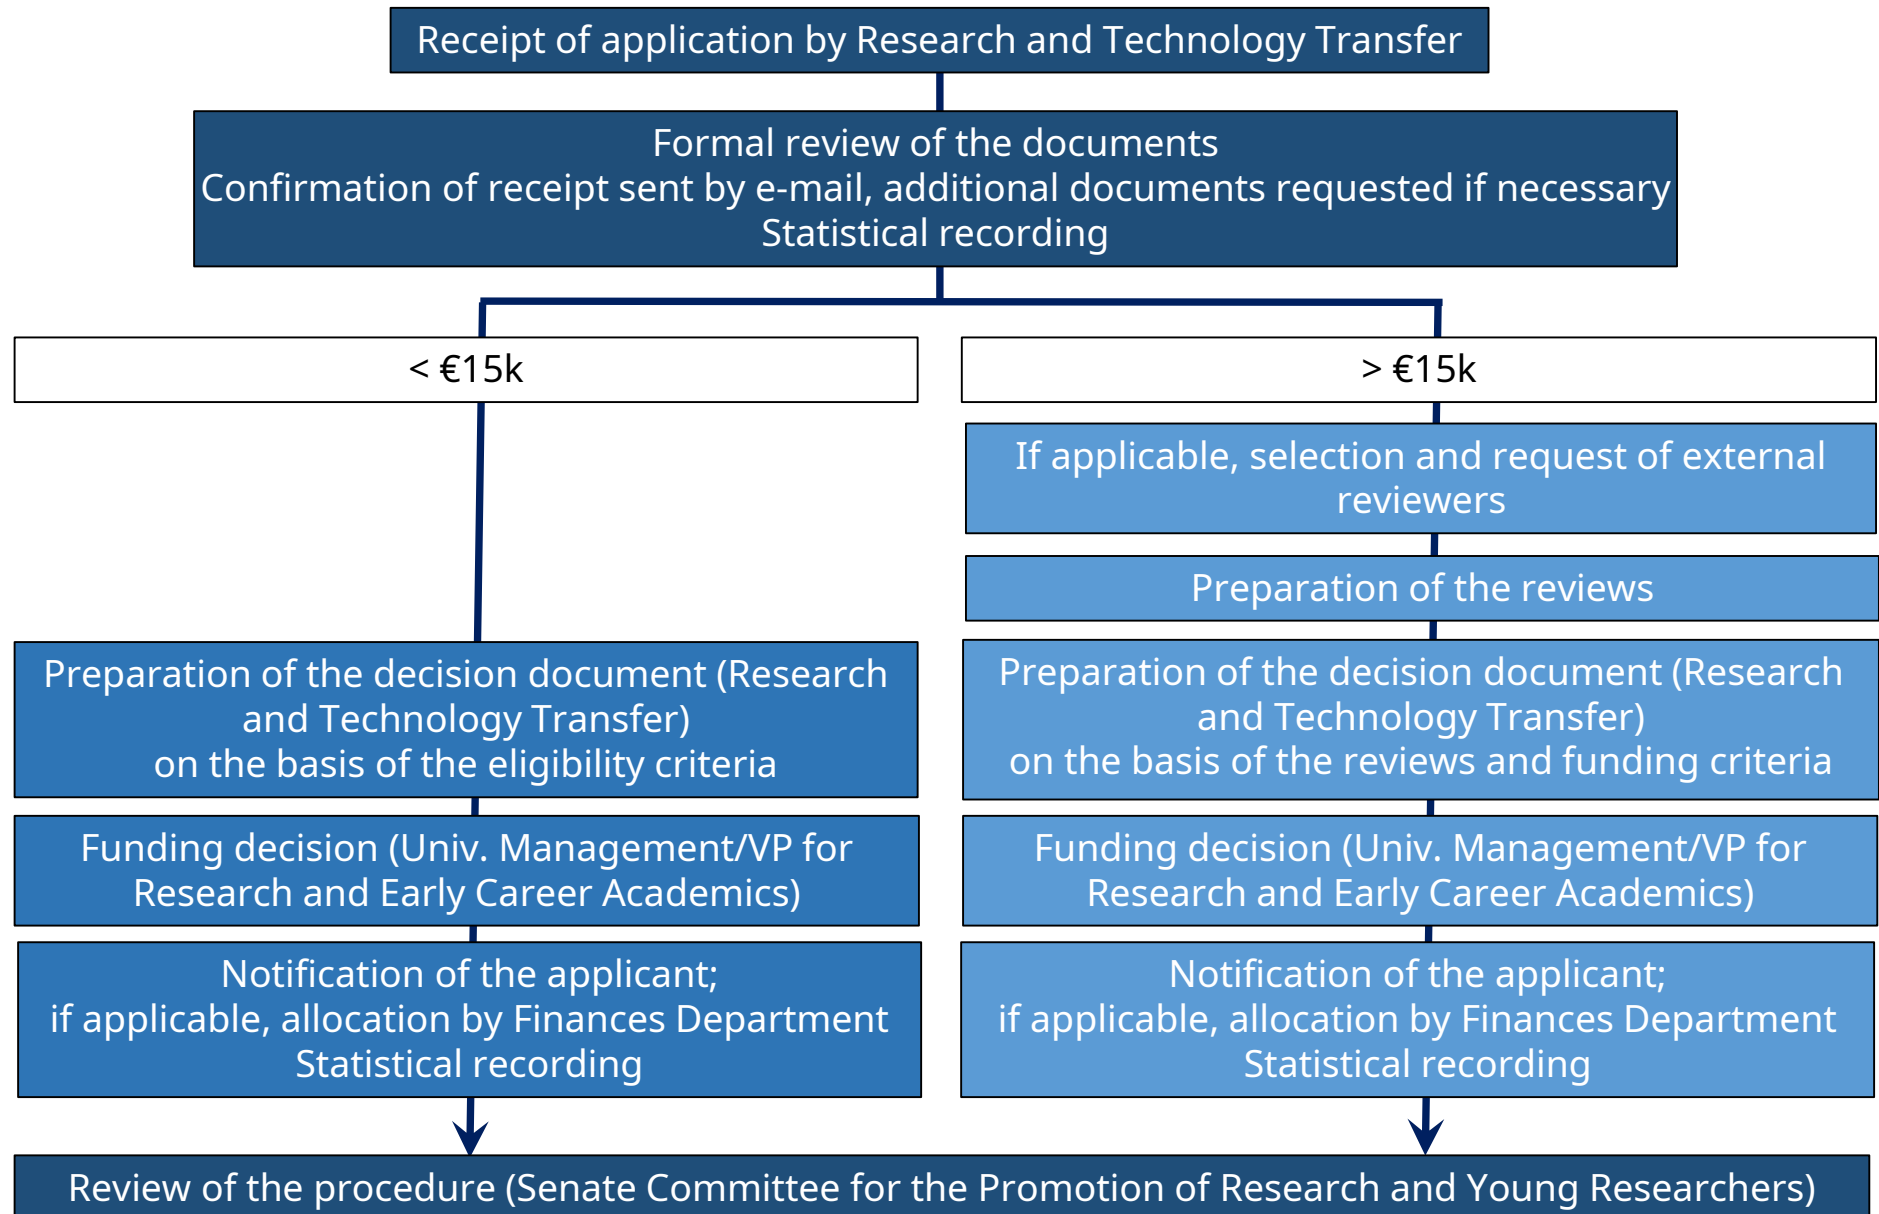 Receipt of application by Research and Technology Transfer
Formal review of the documents
Confirmation of receipt sent by e-mail, additional documents requested if necessary
Statistical recording
< €15k
> €15k
If applicable, selection and request of external
reviewers
Preparation of the reviews
Preparation of the decision document (Research
and Technology Transfer)
on the basis of the eligibility criteria
Preparation of the decision document (Research
and Technology Transfer)
on the basis of the reviews and funding criteria
Funding decision (Univ. Management/VP for
Research and Early Career Academics)
Funding decision (Univ. Management/VP for
Research and Early Career Academics)
Notification of the applicant;
if applicable, allocation by Finances Department
Statistical recording
Notification of the applicant;
if applicable, allocation by Finances Department
Statistical recording
Review of the procedure (Senate Committee for the Promotion of Research and Young Researchers)